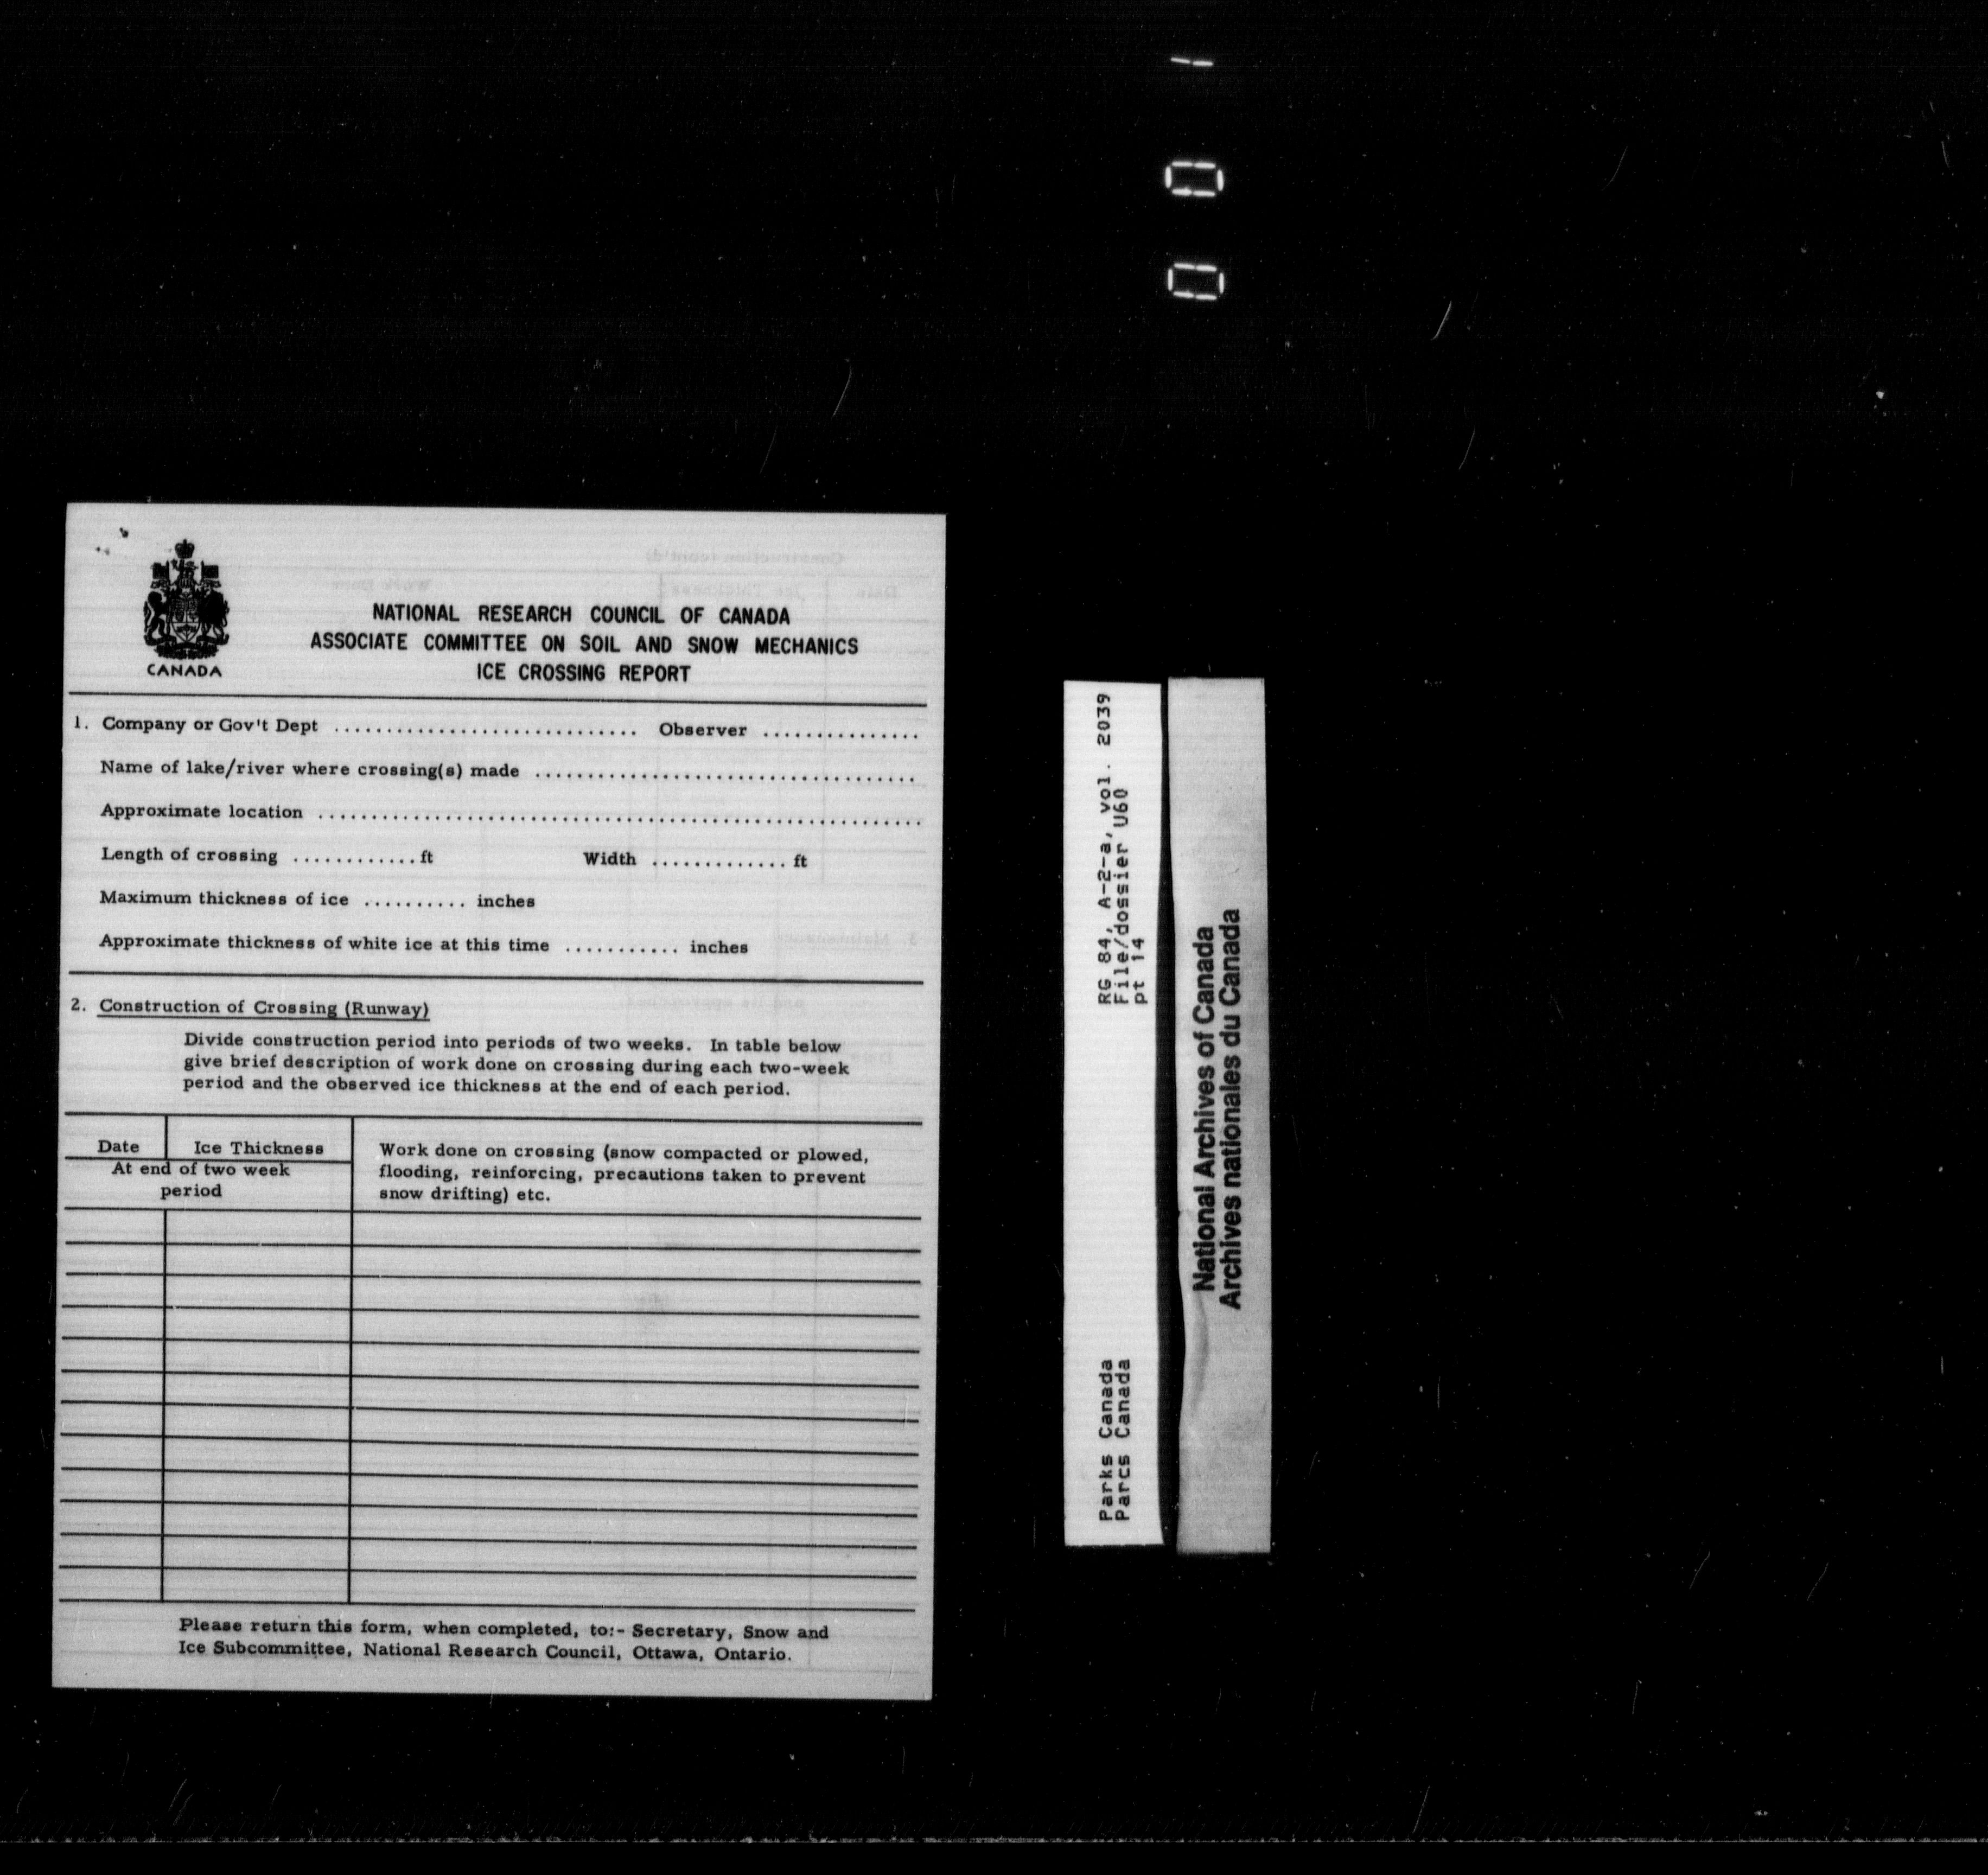 CANADA
NATIONAL RESEARCH COUNCIL OF CANADA
ASSOCIATE COMMITTEE ON SOIL AND SNOW MECHANICS
ICE CROSSING REPORT
1. Company or Gov't Dept ............................. Observer ...............
Name of lake/river where crossing(s) made ....................................
Approximate location .........................................................
Length of crossing ............ ft Width ............. ft
Maximum thickness of ice .......... inches
Approximate thickness of white ice at this time ........... inches
2. Construction of Crossing (Runway)
Divide construction period into periods of two weeks. In table below
give brief description of work done on crossing during each two-week
period and the observed ice thickness at the end of each period.
Date Ice Thickness
At end of two week
period
Work done on crossing (snow compacted or plowed,
flooding, reinforcing, precautions taken to prevent
snow drifting) etc.
Please return this form, when completed, to:- Secretary, Snow and
Ice Subcommittee, National Research Council, Ottawa, Ontario.
Parks Canada
Parcs Canada
RG 84, A-2-a, vol. 2039
File/dossier U60
pt 14
National Archives of Canada
Archives nationales du Canada